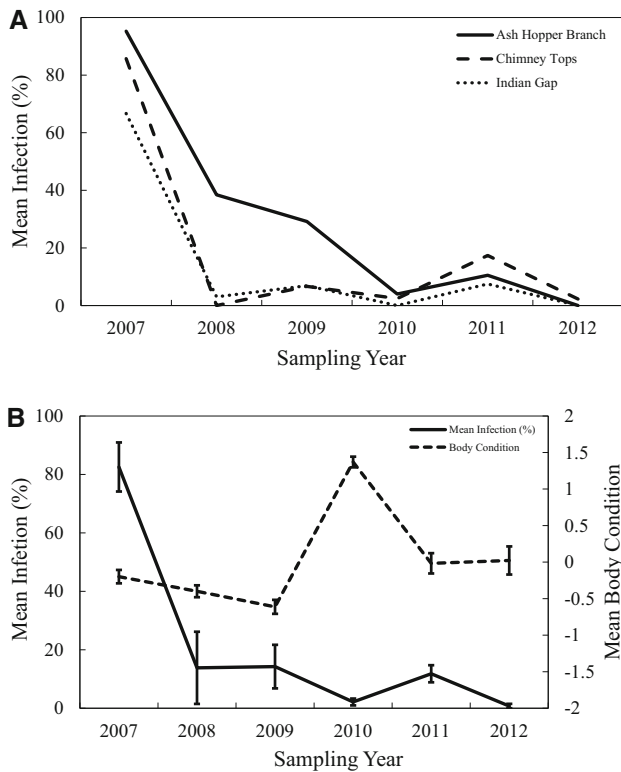 A
Mean Infection (%)
100
80
60
40
20
0
Ash Hopper Branch
Chimney Tops
Indian Gap
2007 2008 2009 2010 2011 2012
Sampling Year
B
Mean Infetion (%)
100
80
60
40
20
0
Mean Infection (%)
Body Condition
2
1.5
1
0.5
0
-0.5
-1
-1.5
-2
Mean Body Condition
2007 2008 2009 2010 2011 2012
Sampling Year